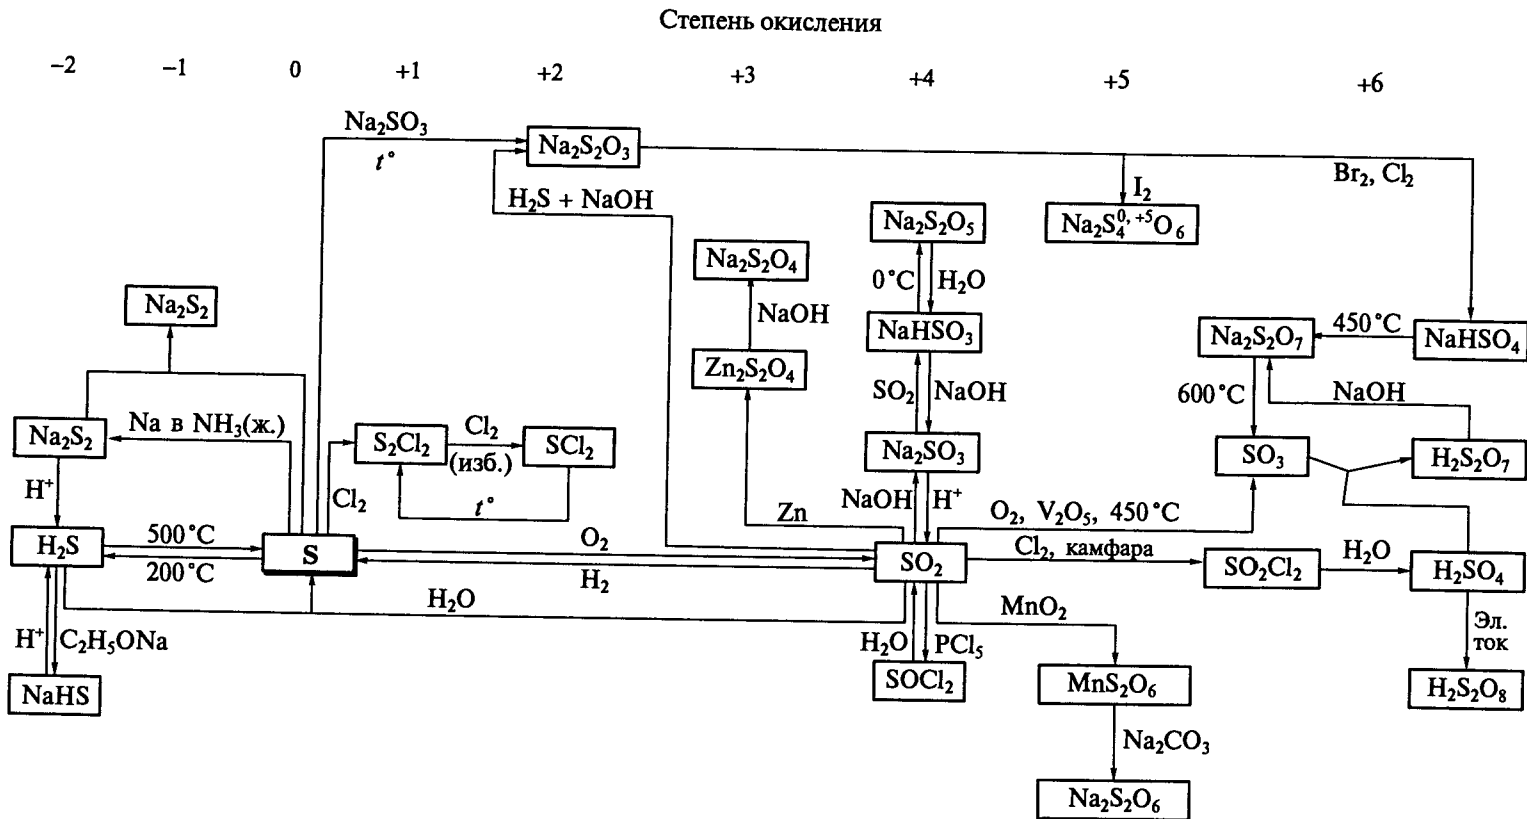 Степень окисления
−2 −1 0 +1 +2 +3 +4 +5 +6
Na₂SO₃
t°
Na₂S₂O₃
Br₂, Cl₂
I₂
H₂S + NaOH
Na₂S₄⁰,⁺⁵O₆
Na₂S₂O₅
Na₂S₂O₄
0°C
H₂O
Na₂S₂
NaOH
NaHSO₃
Na₂S₂O₇
450°C
NaHSO₄
Zn₂S₂O₄
SO₂
NaOH
600°C
NaOH
Na₂S₂
Na в NH₃(ж.)
S₂Cl₂
Cl₂
(изб.)
SCl₂
Na₂SO₃
SO₃
H₂S₂O₇
H⁺
Cl₂
t°
Zn
NaOH
H⁺
O₂, V₂O₅, 450°C
H₂S
500°C
200°C
S
O₂
H₂
SO₂
Cl₂, камфара
SO₂Cl₂
H₂O
H₂SO₄
H₂O
MnO₂
Эл.
ток
H⁺
C₂H₅ONa
H₂O
PCl₅
NaHS
SOCl₂
MnS₂O₆
H₂S₂O₈
Na₂CO₃
Na₂S₂O₆